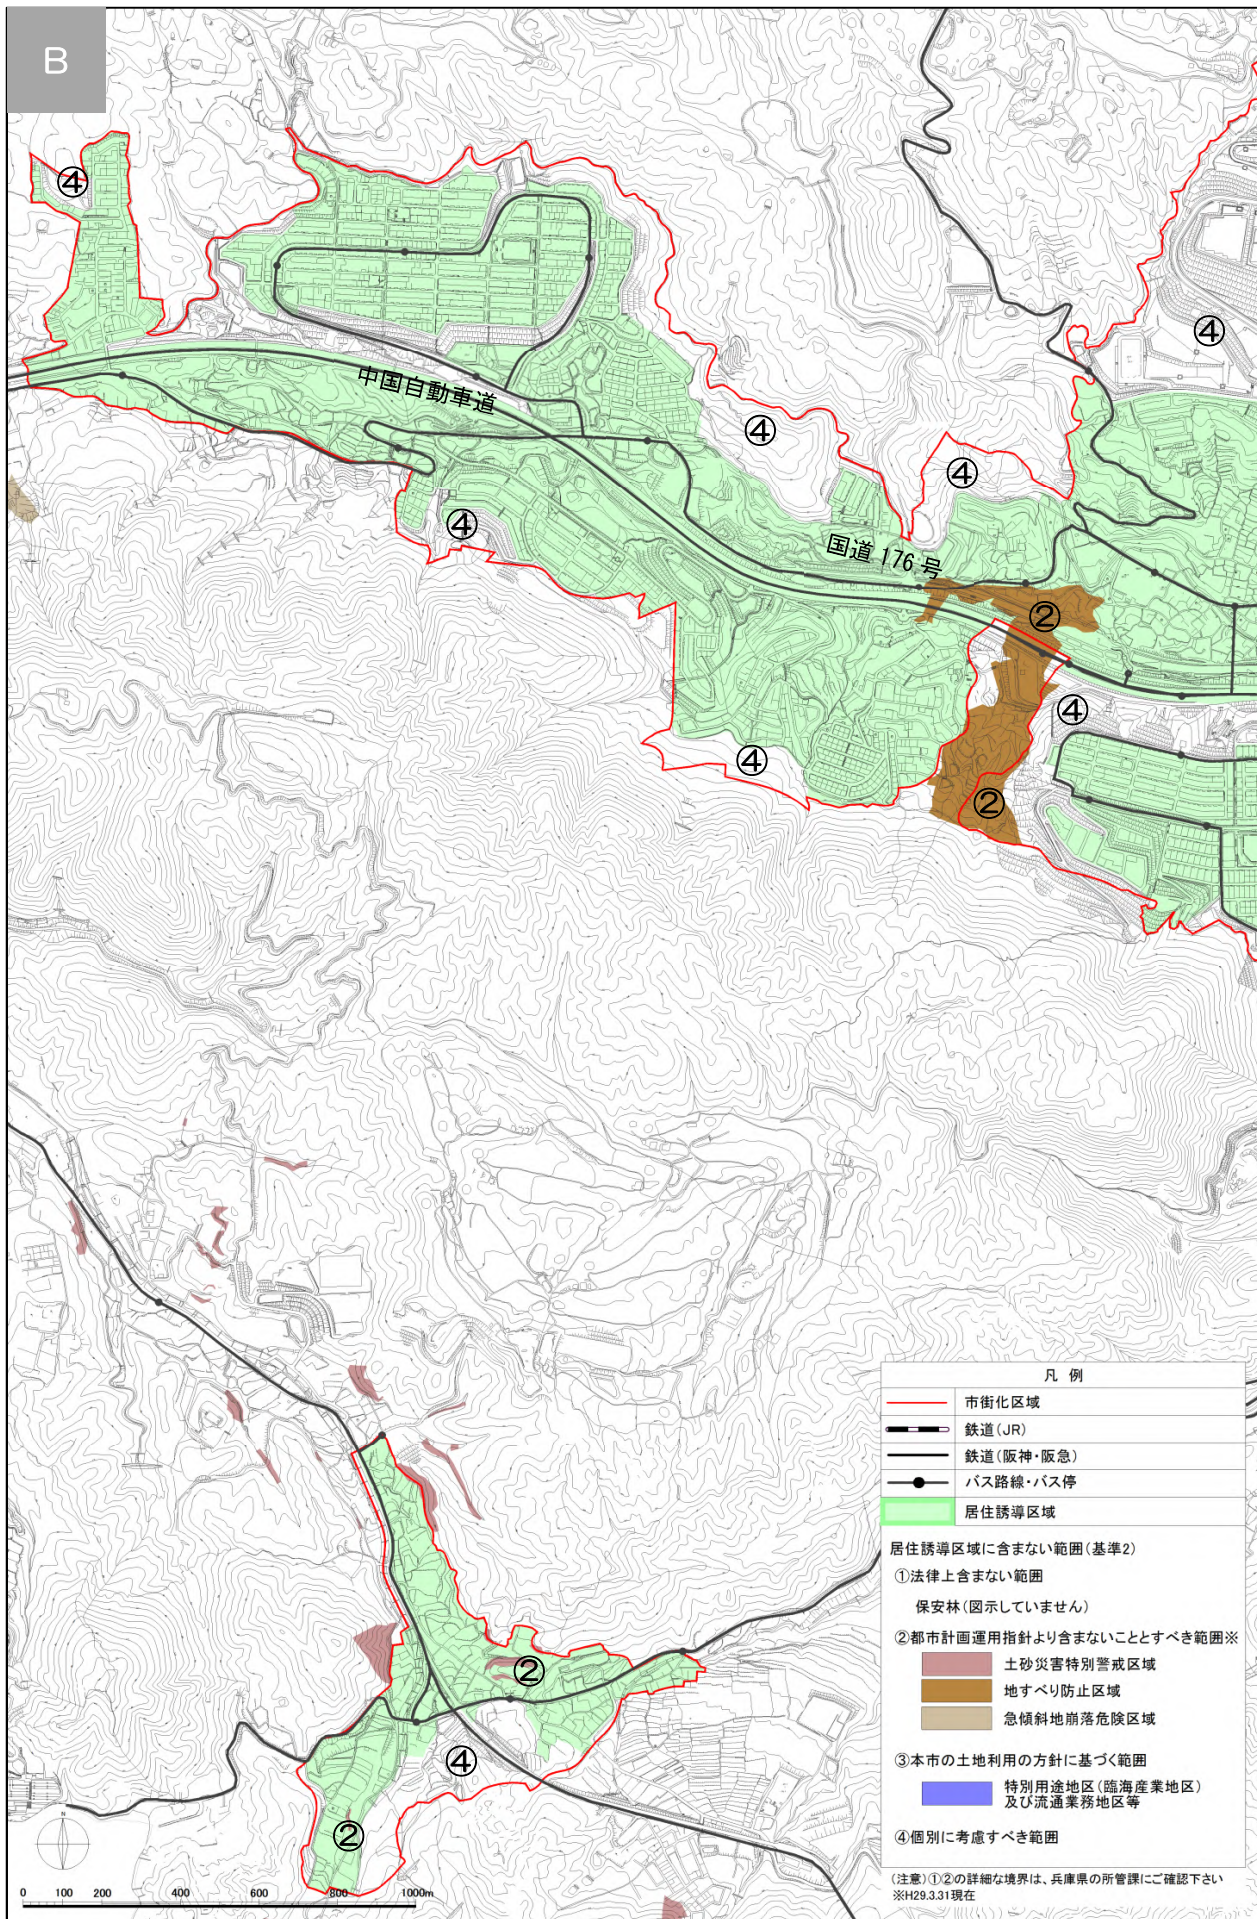 B
④
④
中国自動車道
④
④
④
国道 176 号
②
④
④
②
②
④
②
凡 例
市街化区域
鉄道(JR)
鉄道(阪神・阪急)
バス路線・バス停
居住誘導区域
居住誘導区域に含まない範囲(基準2)
①法律上含まない範囲
保安林(図示していません)
②都市計画運用指針より含まないこととすべき範囲※
土砂災害特別警戒区域
地すべり防止区域
急傾斜地崩落危険区域
③本市の土地利用の方針に基づく範囲
特別用途地区(臨海産業地区)
及び流通業務地区等
④個別に考慮すべき範囲
(注意)①②の詳細な境界は、兵庫県の所管課にご確認下さい
※H29.3.31現在
N
0 100 200 400 600 800 1000m